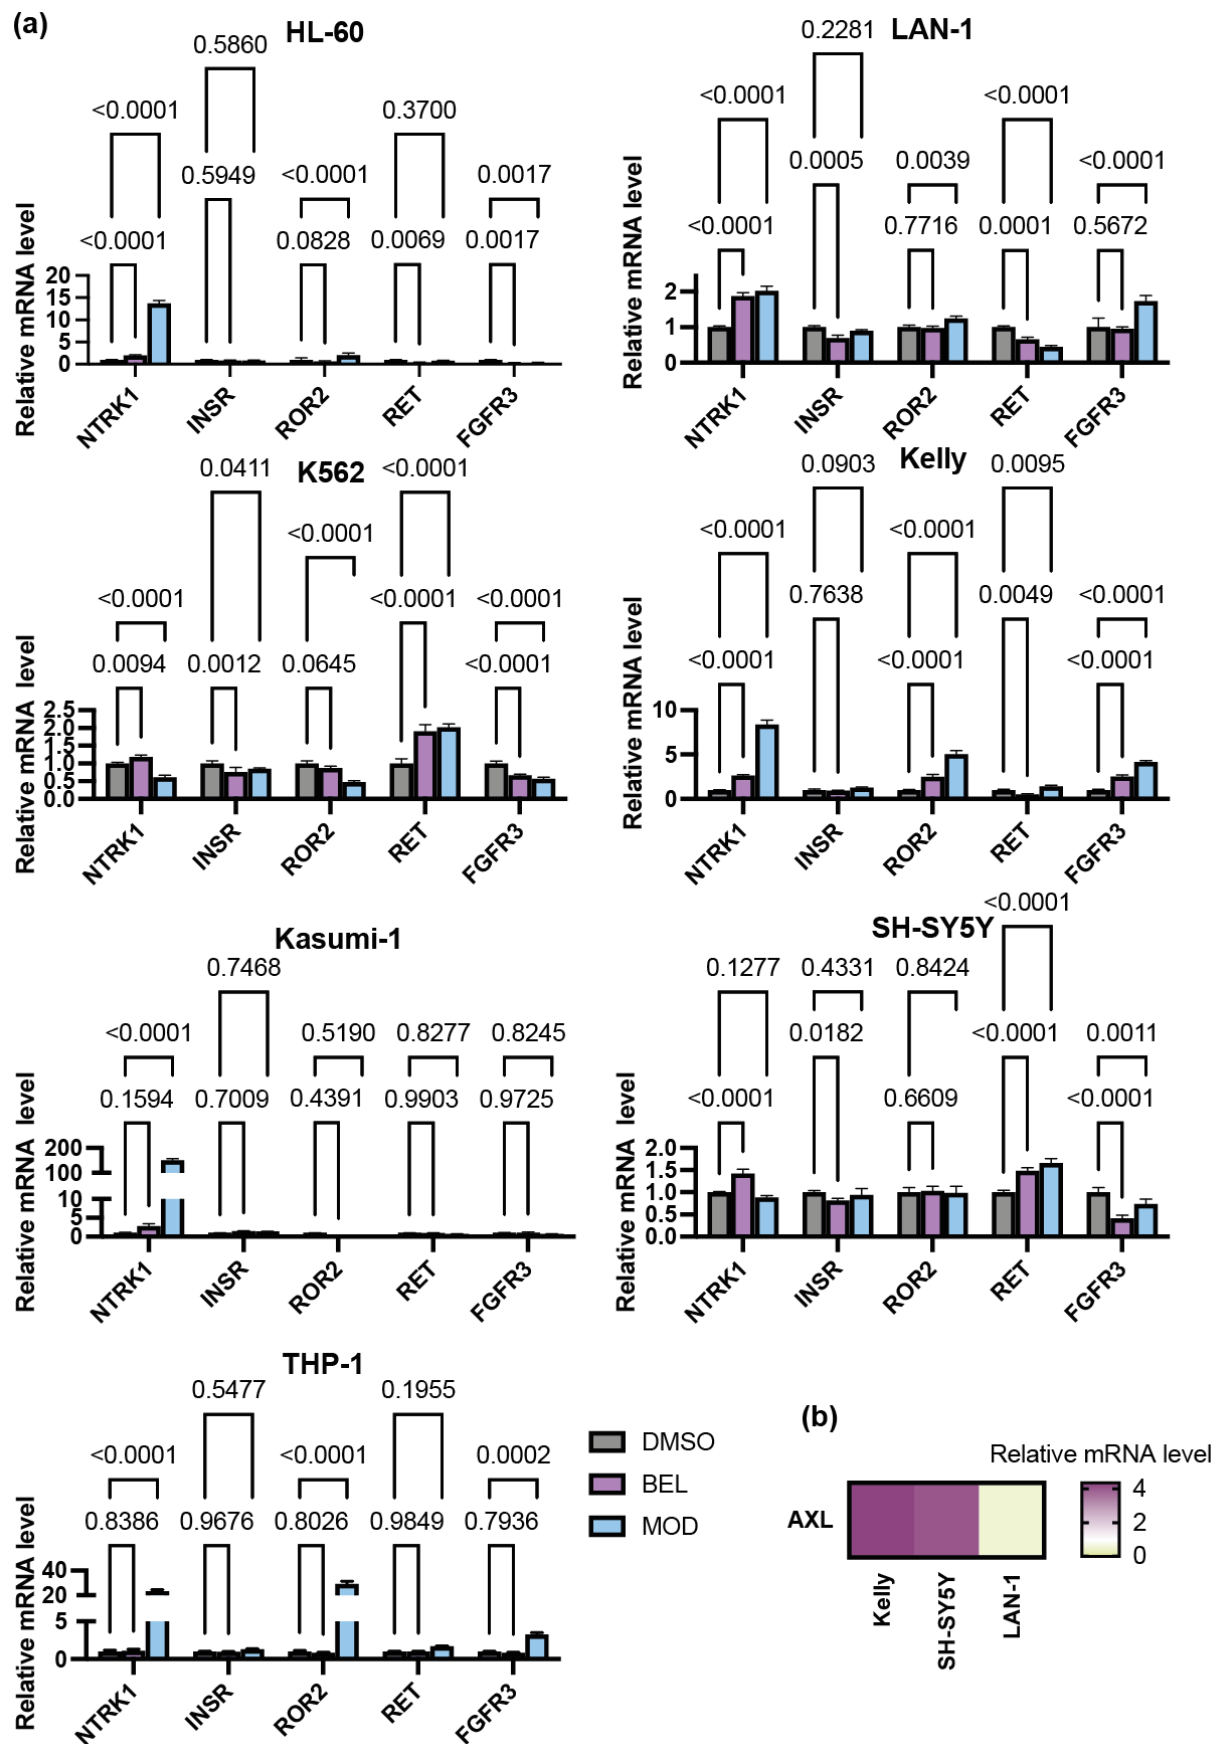 (a)
HL-60
0.5860
<0.0001
0.3700
0.5949
<0.0001
0.0017
<0.0001
0.0828
0.0069
0.0017
Relative mRNA level
20
15
10
5
0
NTRK1
INSR
ROR2
RET
FGFR3
LAN-1
0.2281
<0.0001
<0.0001
0.0005
0.0039
<0.0001
<0.0001
0.7716
0.0001
0.5672
Relative mRNA level
2
1
0
NTRK1
INSR
ROR2
RET
FGFR3
K562
0.0411
<0.0001
<0.0001
<0.0001
<0.0001
<0.0001
0.0094
0.0012
0.0645
<0.0001
Relative mRNA level
2.5
2.0
1.5
1.0
0.5
0.0
NTRK1
INSR
ROR2
RET
FGFR3
Kelly
0.0903
0.0095
<0.0001
<0.0001
0.7638
0.0049
<0.0001
<0.0001
<0.0001
<0.0001
Relative mRNA level
10
5
0
NTRK1
INSR
ROR2
RET
FGFR3
Kasumi-1
0.7468
<0.0001
0.5190
0.8277
0.8245
0.1594
0.7009
0.4391
0.9903
0.9725
Relative mRNA level
200
100
10
5
0
NTRK1
INSR
ROR2
RET
FGFR3
SH-SY5Y
<0.0001
0.1277
0.4331
0.8424
0.0182
<0.0001
0.0011
<0.0001
0.6609
<0.0001
Relative mRNA level
2.0
1.5
1.0
0.5
0.0
NTRK1
INSR
ROR2
RET
FGFR3
THP-1
0.5477
0.1955
<0.0001
<0.0001
0.0002
0.8386
0.9676
0.8026
0.9849
0.7936
Relative mRNA level
40
20
5
0
NTRK1
INSR
ROR2
RET
FGFR3
DMSO
BEL
MOD
(b)
Relative mRNA level
AXL
4
2
0
Kelly
SH-SY5Y
LAN-1